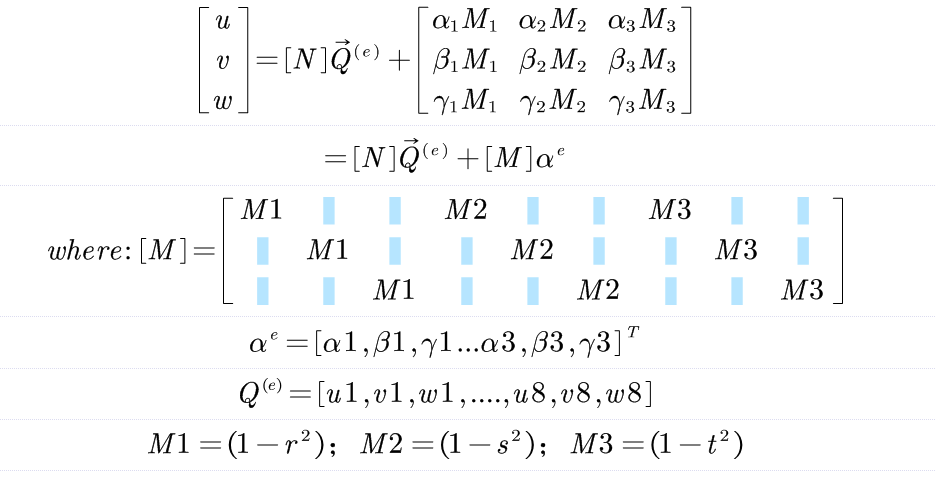 [u v w] = [N]Q⃗⁽ᵉ⁾ + [α₁M₁ α₂M₂ α₃M₃; β₁M₁ β₂M₂ β₃M₃; γ₁M₁ γ₂M₂ γ₃M₃]
=[N]Q⃗⁽ᵉ⁾+[M]αᵉ
where: [M]=[M1 M2 M3; M1 M2 M3; M1 M2 M3]
αᵉ=[α1,β1,γ1...α3,β3,γ3]ᵀ
Q⁽ᵉ⁾=[u1,v1,w1,....,u8,v8,w8]
M1=(1−r²); M2=(1−s²); M3=(1−t²)